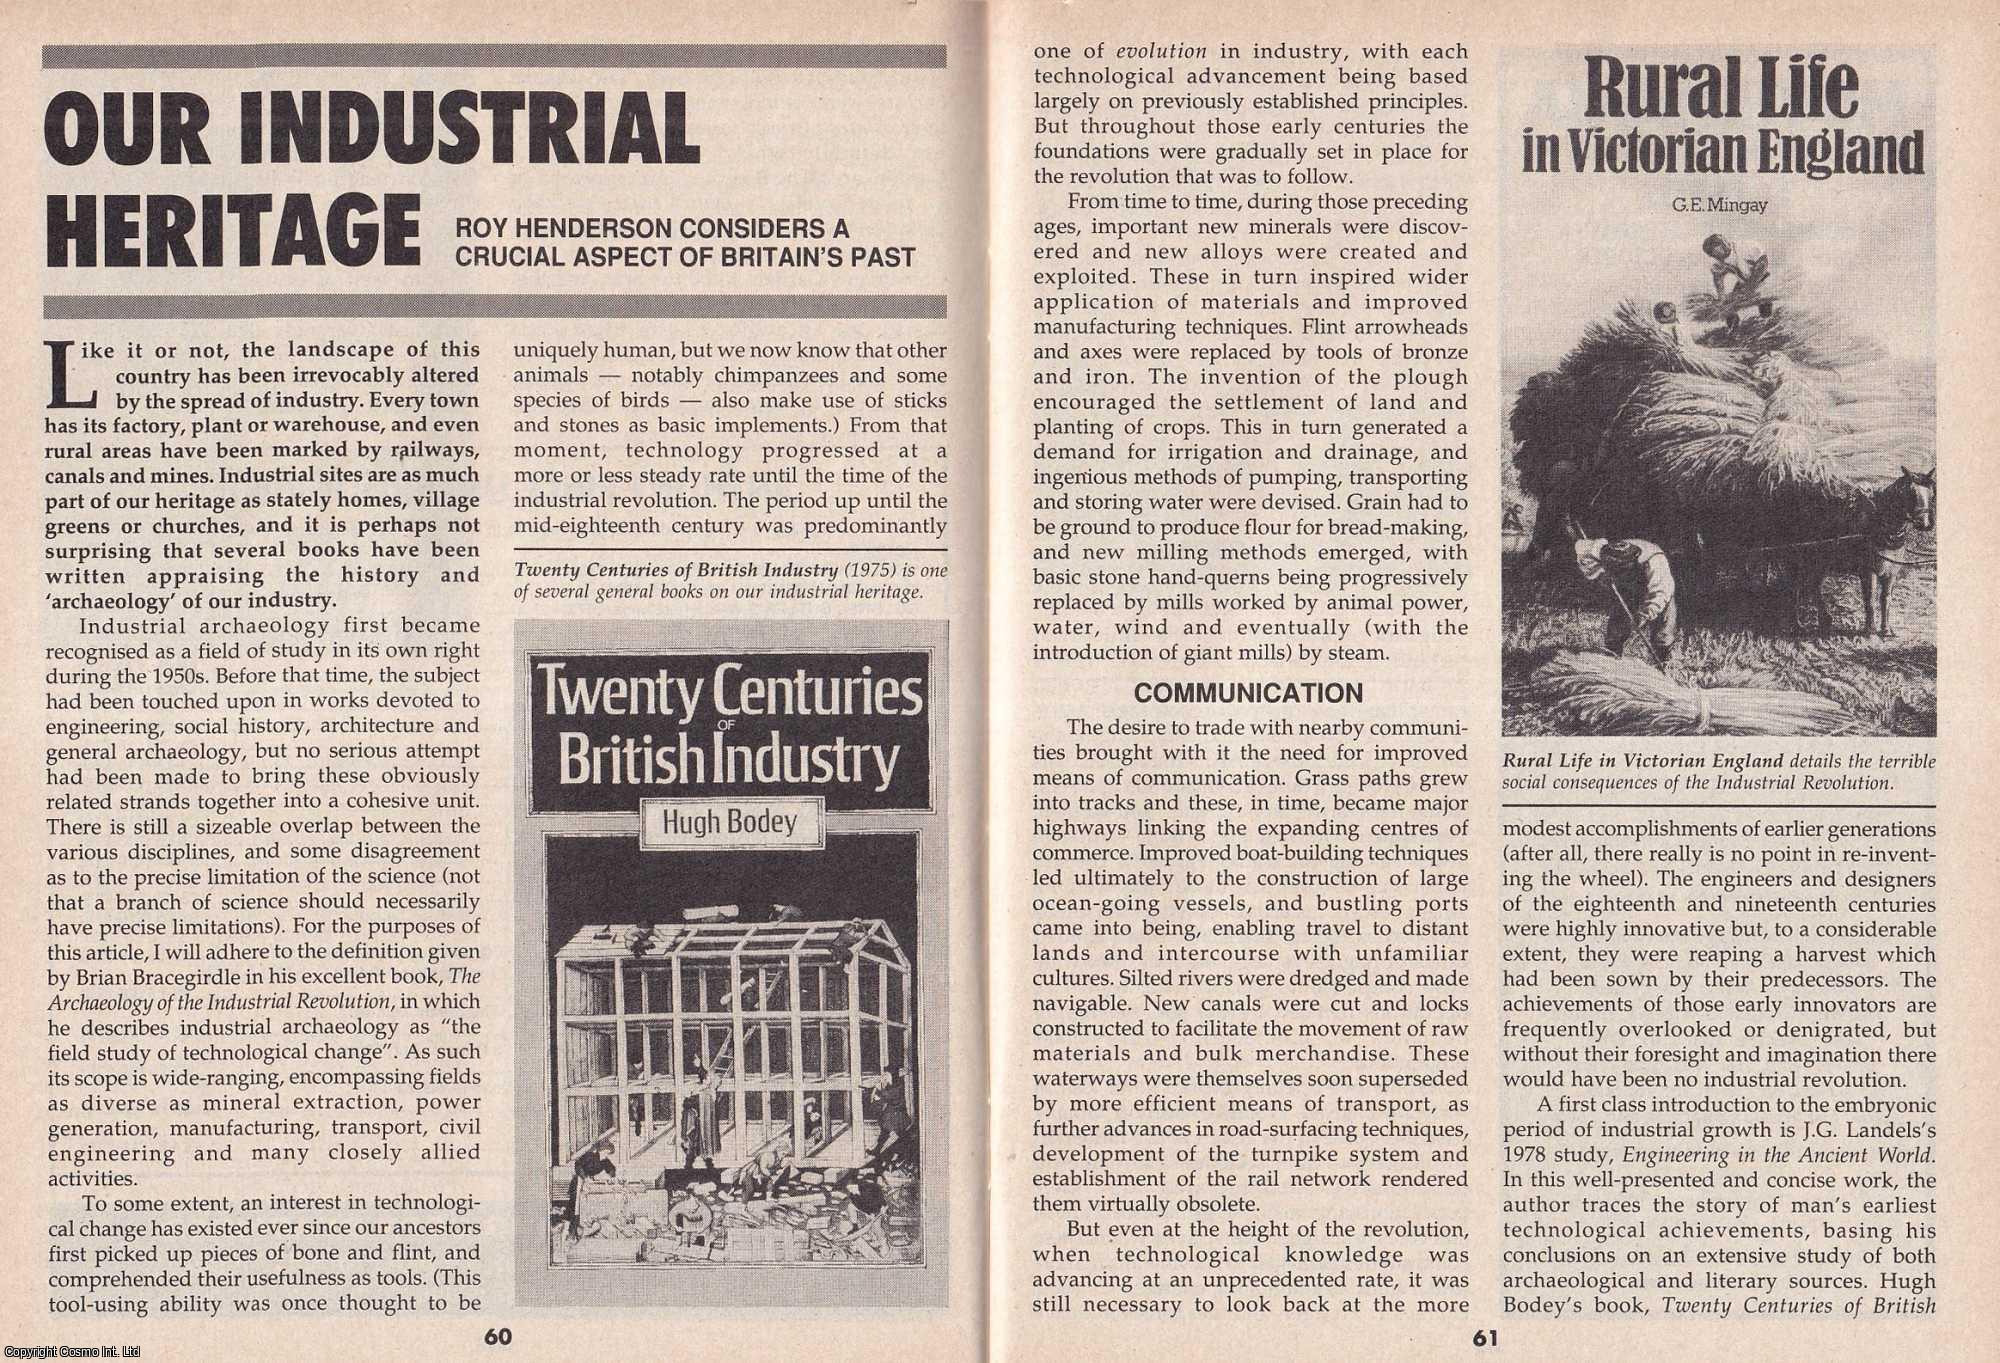 OUR INDUSTRIAL
HERITAGE
ROY HENDERSON CONSIDERS A
CRUCIAL ASPECT OF BRITAIN'S PAST
Like it or not, the landscape of this
country has been irrevocably altered
by the spread of industry. Every town
has its factory, plant or warehouse, and even
rural areas have been marked by railways,
canals and mines. Industrial sites are as much
part of our heritage as stately homes, village
greens or churches, and it is perhaps not
surprising that several books have been
written appraising the history and
'archaeology' of our industry.
Industrial archaeology first became
recognised as a field of study in its own right
during the 1950s. Before that time, the subject
had been touched upon in works devoted to
engineering, social history, architecture and
general archaeology, but no serious attempt
had been made to bring these obviously
related strands together into a cohesive unit.
There is still a sizeable overlap between the
various disciplines, and some disagreement
as to the precise limitation of the science (not
that a branch of science should necessarily
have precise limitations). For the purposes of
this article, I will adhere to the definition given
by Brian Bracegirdle in his excellent book, The
Archaeology of the Industrial Revolution, in which
he describes industrial archaeology as "the
field study of technological change". As such
its scope is wide-ranging, encompassing fields
as diverse as mineral extraction, power
generation, manufacturing, transport, civil
engineering and many closely allied
activities.
To some extent, an interest in technologi-
cal change has existed ever since our ancestors
first picked up pieces of bone and flint, and
comprehended their usefulness as tools. (This
tool-using ability was once thought to be
uniquely human, but we now know that other
animals — notably chimpanzees and some
species of birds — also make use of sticks
and stones as basic implements.) From that
moment, technology progressed at a
more or less steady rate until the time of the
industrial revolution. The period up until the
mid-eighteenth century was predominantly
Twenty Centuries of British Industry (1975) is one
of several general books on our industrial heritage.
Twenty Centuries
OF
British Industry
Hugh Bodey
60
one of evolution in industry, with each
technological advancement being based
largely on previously established principles.
But throughout those early centuries the
foundations were gradually set in place for
the revolution that was to follow.
From time to time, during those preceding
ages, important new minerals were discov-
ered and new alloys were created and
exploited. These in turn inspired wider
application of materials and improved
manufacturing techniques. Flint arrowheads
and axes were replaced by tools of bronze
and iron. The invention of the plough
encouraged the settlement of land and
planting of crops. This in turn generated a
demand for irrigation and drainage, and
ingenious methods of pumping, transporting
and storing water were devised. Grain had to
be ground to produce flour for bread-making,
and new milling methods emerged, with
basic stone hand-querns being progressively
replaced by mills worked by animal power,
water, wind and eventually (with the
introduction of giant mills) by steam.
COMMUNICATION
The desire to trade with nearby communi-
ties brought with it the need for improved
means of communication. Grass paths grew
into tracks and these, in time, became major
highways linking the expanding centres of
commerce. Improved boat-building techniques
led ultimately to the construction of large
ocean-going vessels, and bustling ports
came into being, enabling travel to distant
lands and intercourse with unfamiliar
cultures. Silted rivers were dredged and made
navigable. New canals were cut and locks
constructed to facilitate the movement of raw
materials and bulk merchandise. These
waterways were themselves soon superseded
by more efficient means of transport, as
further advances in road-surfacing techniques,
development of the turnpike system and
establishment of the rail network rendered
them virtually obsolete.
But even at the height of the revolution,
when technological knowledge was
advancing at an unprecedented rate, it was
still necessary to look back at the more
Rural Life
in Victorian England
G.E. Mingay
Rural Life in Victorian England details the terrible
social consequences of the Industrial Revolution.
modest accomplishments of earlier generations
(after all, there really is no point in re-invent-
ing the wheel). The engineers and designers
of the eighteenth and nineteenth centuries
were highly innovative but, to a considerable
extent, they were reaping a harvest which
had been sown by their predecessors. The
achievements of those early innovators are
frequently overlooked or denigrated, but
without their foresight and imagination there
would have been no industrial revolution.
A first class introduction to the embryonic
period of industrial growth is J.G. Landels's
1978 study, Engineering in the Ancient World.
In this well-presented and concise work, the
author traces the story of man's earliest
technological achievements, basing his
conclusions on an extensive study of both
archaeological and literary sources. Hugh
Bodey's book, Twenty Centuries of British
61
Copyright Cosmo Int. Ltd